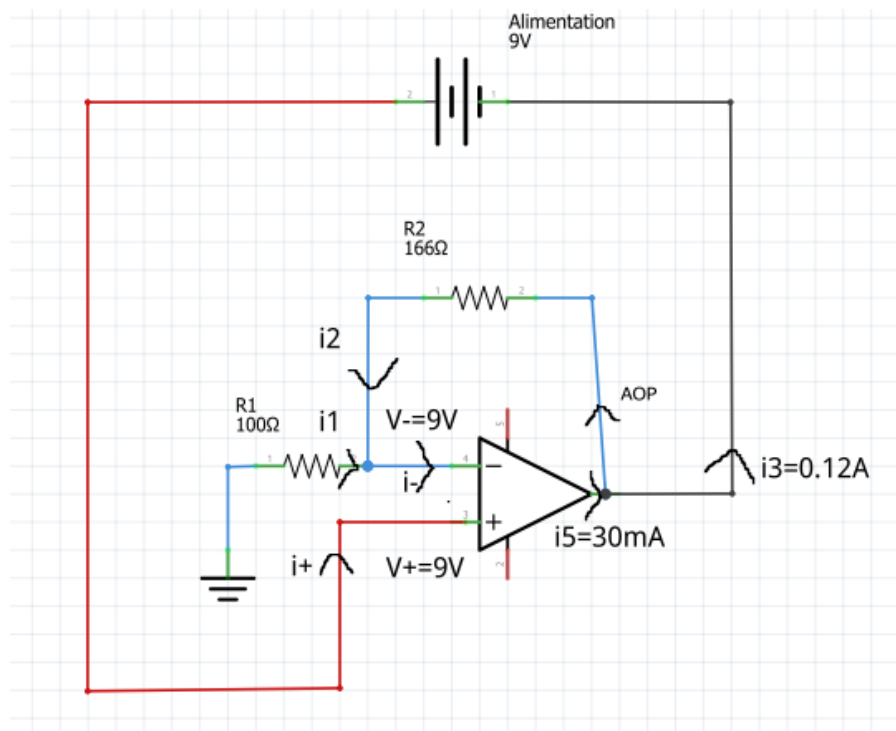 Alimentation
9V
2
1
R2
166Ω
1
2
i2
AOP
R1
100Ω
i1
V-=9V
5
1
4
i-
i3=0.12A
3
i5=30mA
i+
V+=9V
2